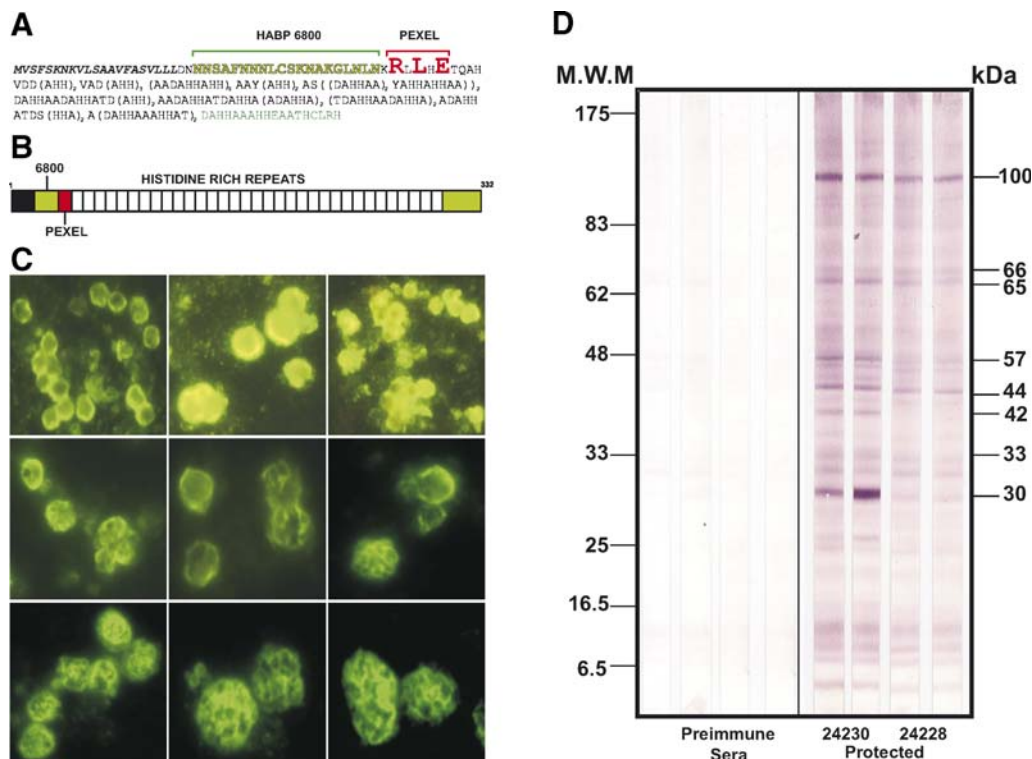 A
HABP 6800 PEXEL
MVSFSKNKVLSAAVFASVLLLDNNNSAFNNNLCSKNAKGLNLNKRLLHETQAH
VDD(AHH),VAD(AHH), (AADAHHAHH), AAY(AHH), AS((DAHHAA), YAHHAHHAA)),
DAHHAADAHHATD(AHH), AADAHHATDAHHA(ADAHHA), (TDAHHAADAHHA), ADAHH
ATDS(HHA), A(DAHHAAAHHAT), DAHHAAAHHEAATHCLRH
B
6800
1 HISTIDINE RICH REPEATS 332
PEXEL
C
D
M.W.M kDa
175
100
83
66
65
62
57
48
44
42
33 33
30
25
16.5
6.5
Preimmune 24230 24228
Sera Protected